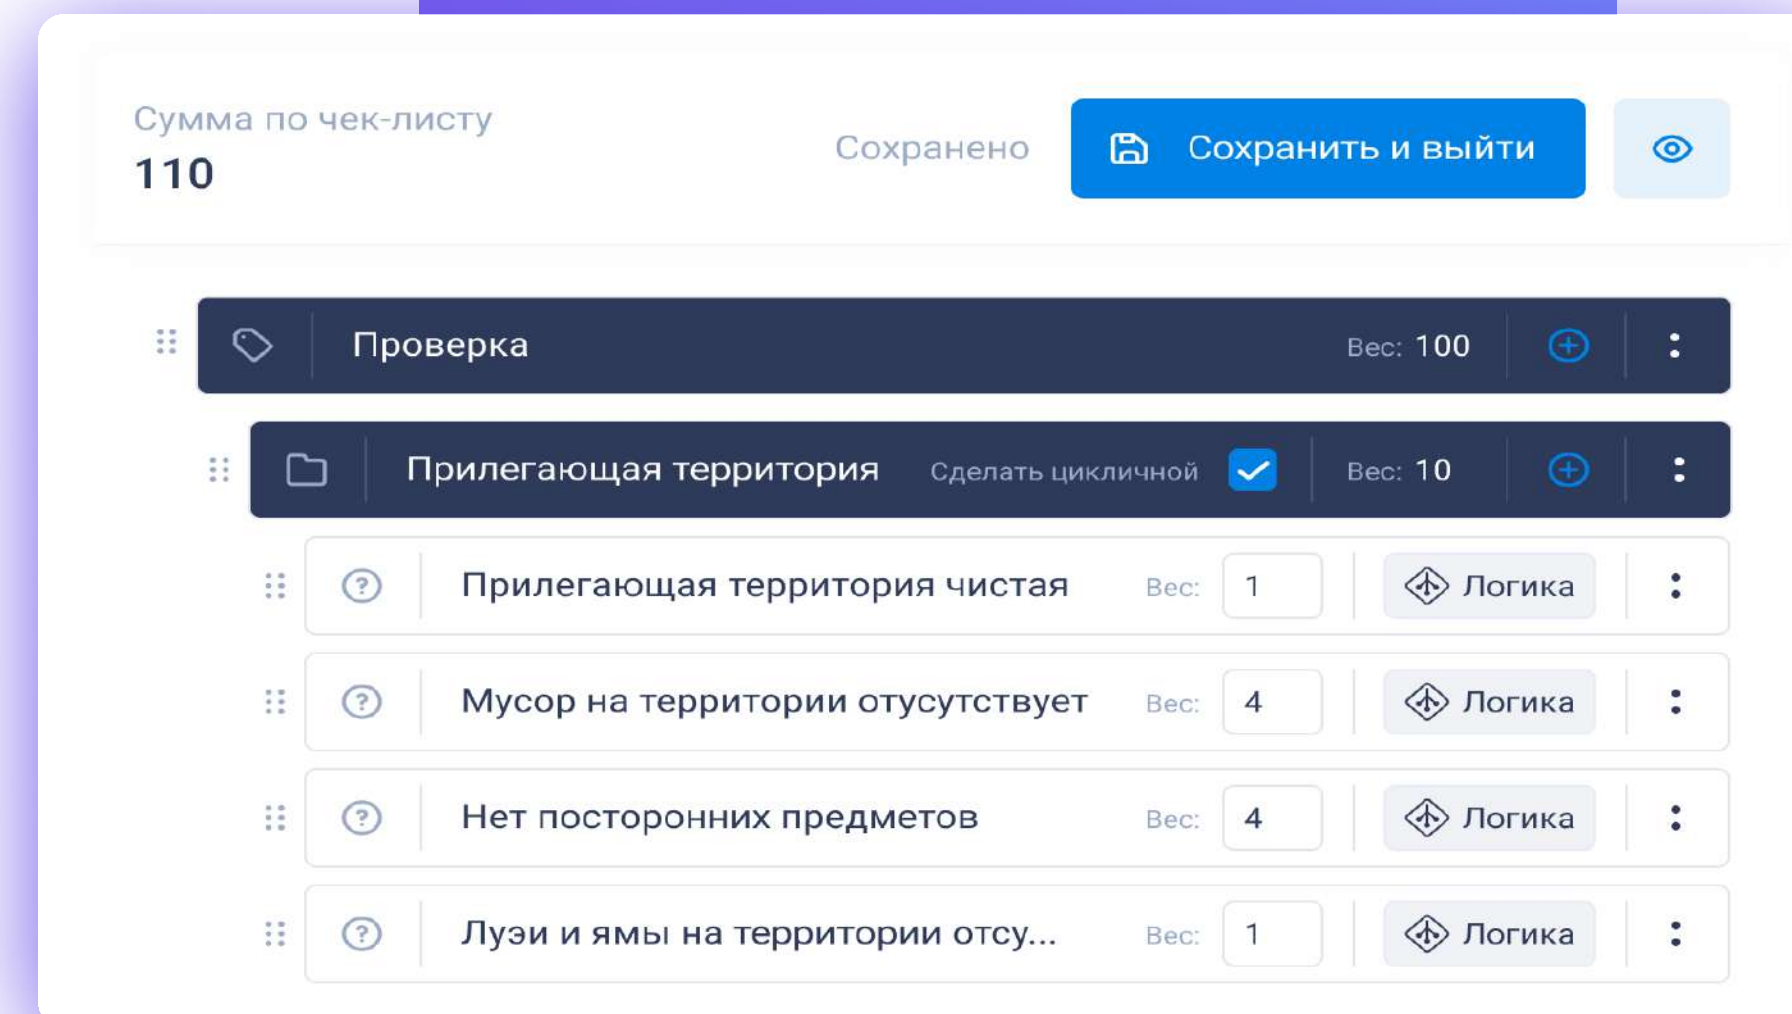 Сумма по чек-листу
110
Сохранено
Сохранить и выйти
Проверка Вес: 100
Прилегающая территория Сделать цикличной Вес: 10
Прилегающая территория чистая Вес: 1 Логика
Мусор на территории отусутствует Вес: 4 Логика
Нет посторонних предметов Вес: 4 Логика
Луэи и ямы на территории отсу... Вес: 1 Логика